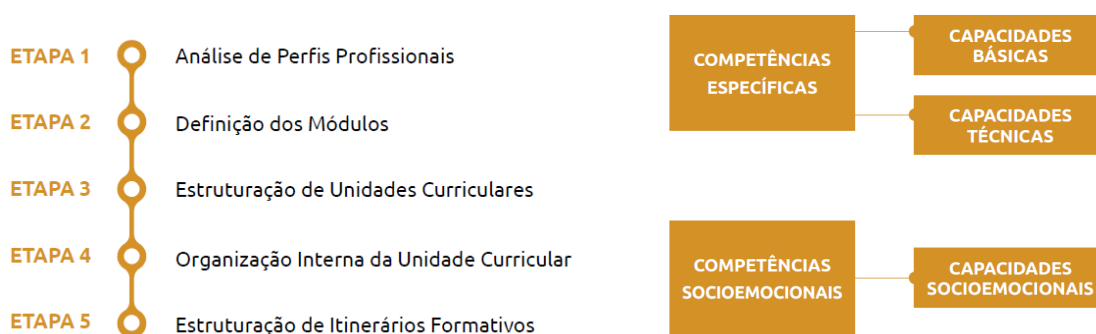 ETAPA 1 Análise de Perfis Profissionais
ETAPA 2 Definição dos Módulos
ETAPA 3 Estruturação de Unidades Curriculares
ETAPA 4 Organização Interna da Unidade Curricular
ETAPA 5 Estruturação de Itinerários Formativos
COMPETÊNCIAS
ESPECÍFICAS
CAPACIDADES
BÁSICAS
CAPACIDADES
TÉCNICAS
COMPETÊNCIAS
SOCIOEMOCIONAIS
CAPACIDADES
SOCIOEMOCIONAIS